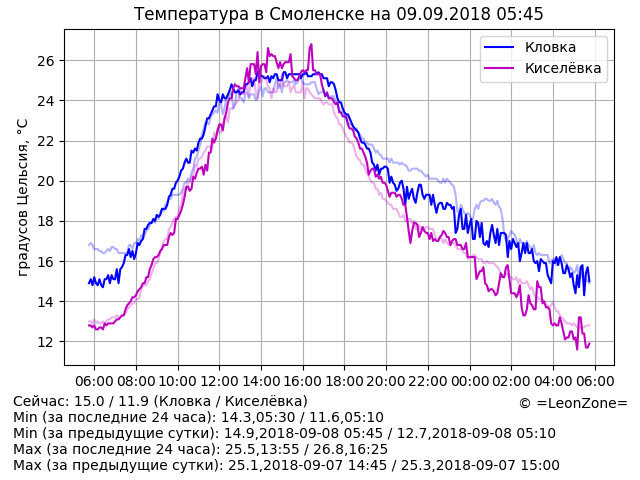 Температура в Смоленске на 09.09.2018 05:45
Кловка
Киселёвка
градусов Цельсия, °C
26
24
22
20
18
16
14
12
06:00 08:00 10:00 12:00 14:00 16:00 18:00 20:00 22:00 00:00 02:00 04:00 06:00
Сейчас: 15.0 / 11.9 (Кловка / Киселёвка)
© =LeonZone=
Min (за последние 24 часа): 14.3,05:30 / 11.6,05:10
Min (за предыдущие сутки): 14.9,2018-09-08 05:45 / 12.7,2018-09-08 05:10
Max (за последние 24 часа): 25.5,13:55 / 26.8,16:25
Max (за предыдущие сутки): 25.1,2018-09-07 14:45 / 25.3,2018-09-07 15:00